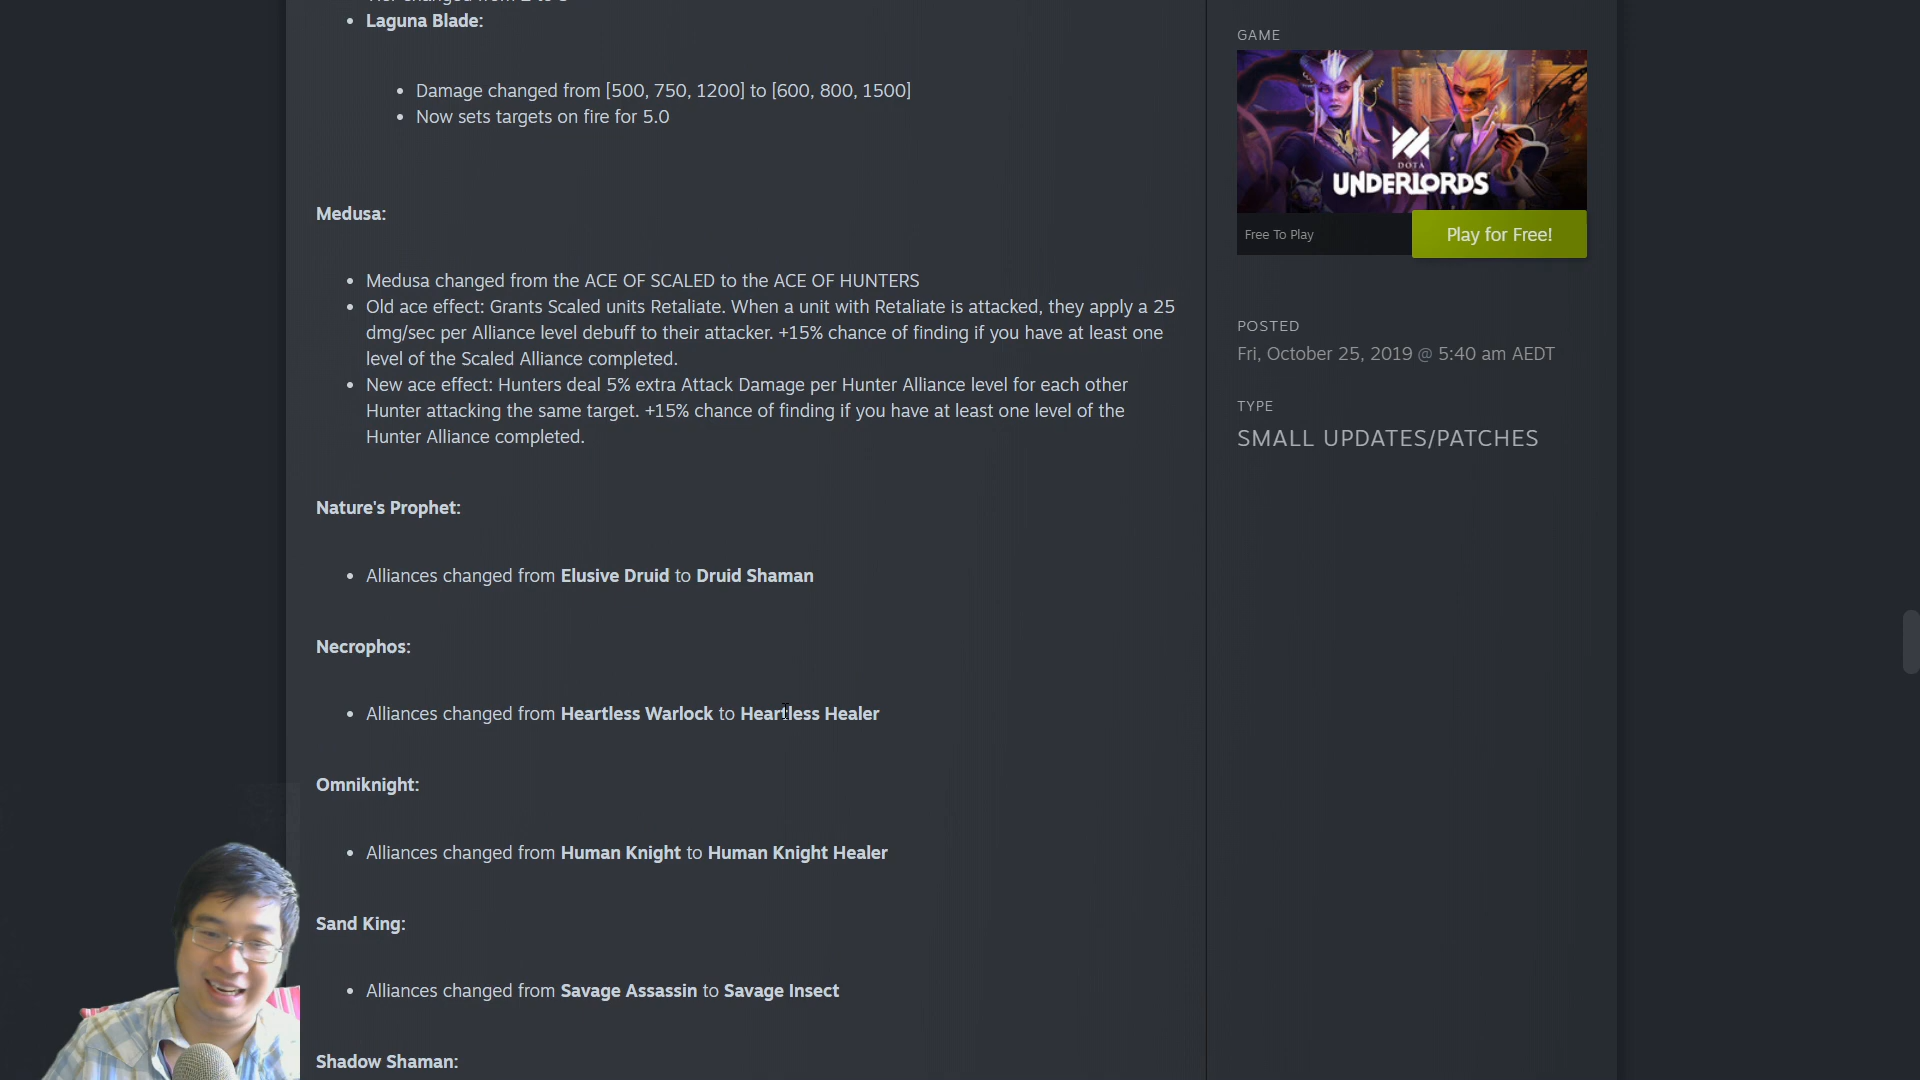 Laguna Blade:
Damage changed from [500, 750, 1200] to [600, 800, 1500]
Now sets targets on fire for 5.0
Medusa:
Medusa changed from the ACE OF SCALED to the ACE OF HUNTERS
Old ace effect: Grants Scaled units Retaliate. When a unit with Retaliate is attacked, they apply a 25
dmg/sec per Alliance level debuff to their attacker. +15% chance of finding if you have at least one
level of the Scaled Alliance completed.
New ace effect: Hunters deal 5% extra Attack Damage per Hunter Alliance level for each other
Hunter attacking the same target. +15% chance of finding if you have at least one level of the
Hunter Alliance completed.
Nature's Prophet:
Alliances changed from Elusive Druid to Druid Shaman
Necrophos:
Alliances changed from Heartless Warlock to Heartless Healer
Omniknight:
Alliances changed from Human Knight to Human Knight Healer
Sand King:
Alliances changed from Savage Assassin to Savage Insect
Shadow Shaman:
GAME
DOTA
UNDERLORDS
Free To Play
Play for Free!
POSTED
Fri, October 25, 2019 @ 5:40 am AEDT
TYPE
SMALL UPDATES/PATCHES